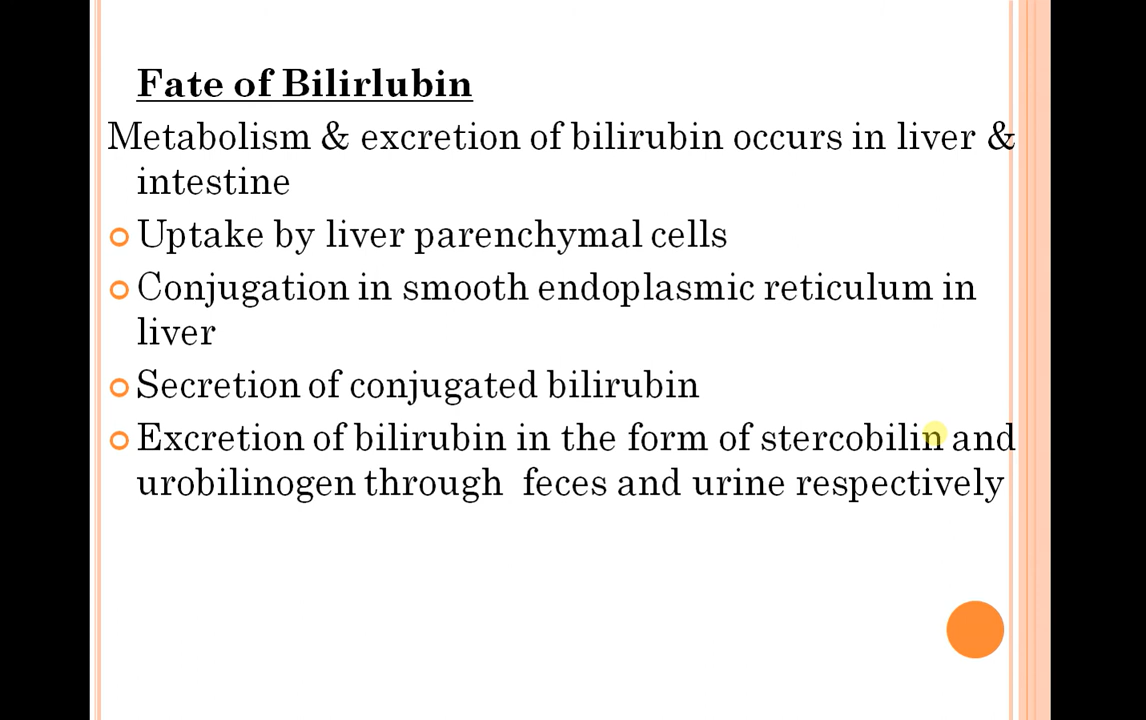 Fate of Bilirlubin
Metabolism & excretion of bilirubin occurs in liver &
intestine
Uptake by liver parenchymal cells
Conjugation in smooth endoplasmic reticulum in
liver
Secretion of conjugated bilirubin
Excretion of bilirubin in the form of stercobilin and
urobilinogen through feces and urine respectively